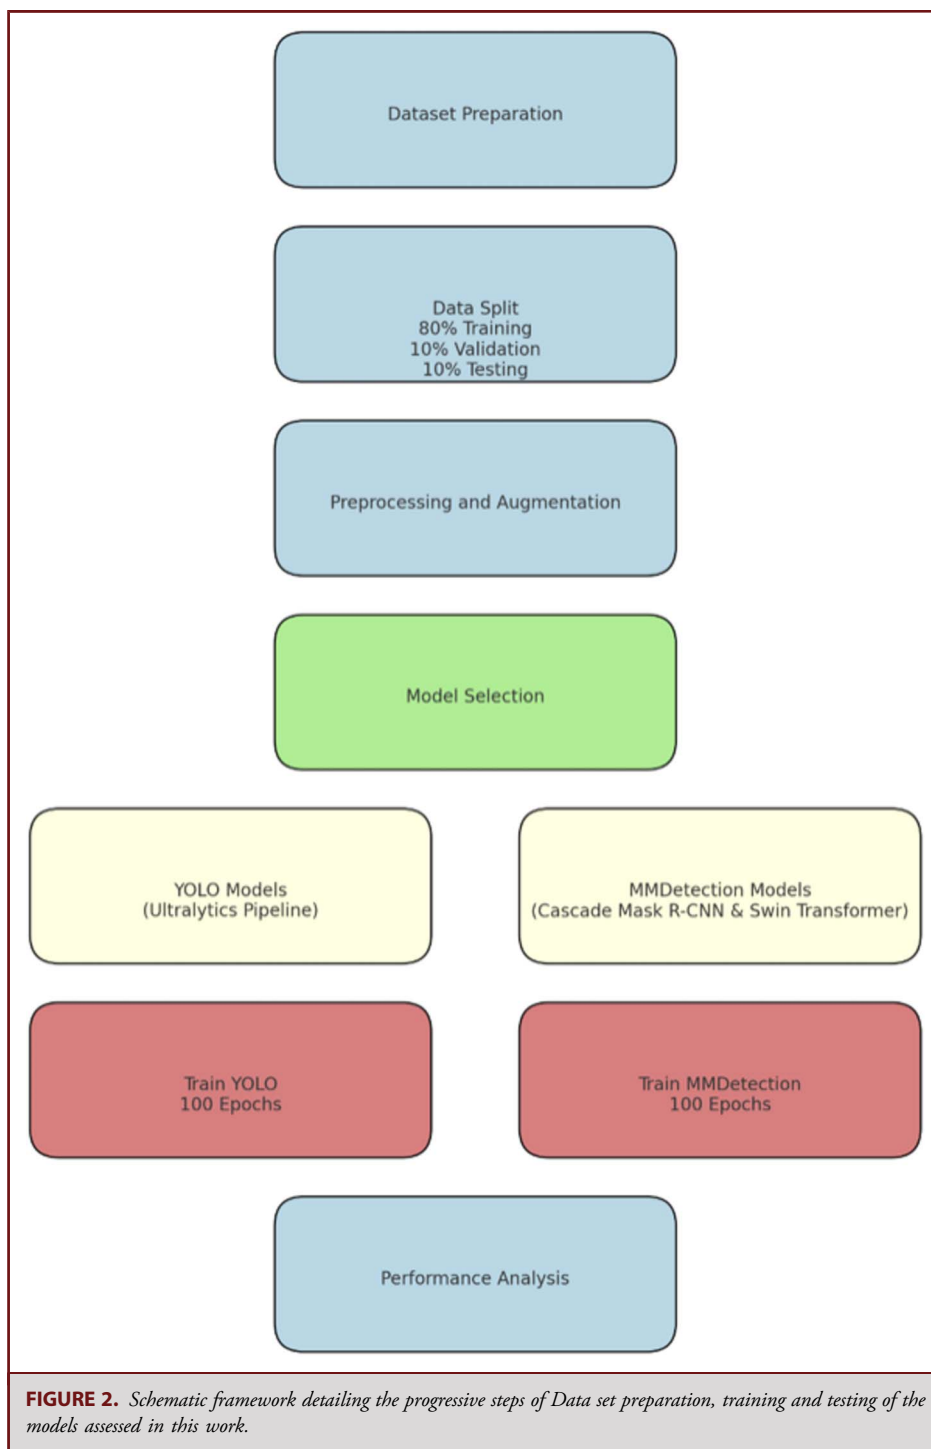 Dataset Preparation
Data Split
80% Training
10% Validation
10% Testing
Preprocessing and Augmentation
Model Selection
YOLO Models
(Ultralytics Pipeline)
MMDetection Models
(Cascade Mask R-CNN & Swin Transformer)
Train YOLO
100 Epochs
Train MMDetection
100 Epochs
Performance Analysis
FIGURE 2. Schematic framework detailing the progressive steps of Data set preparation, training and testing of the
models assessed in this work.